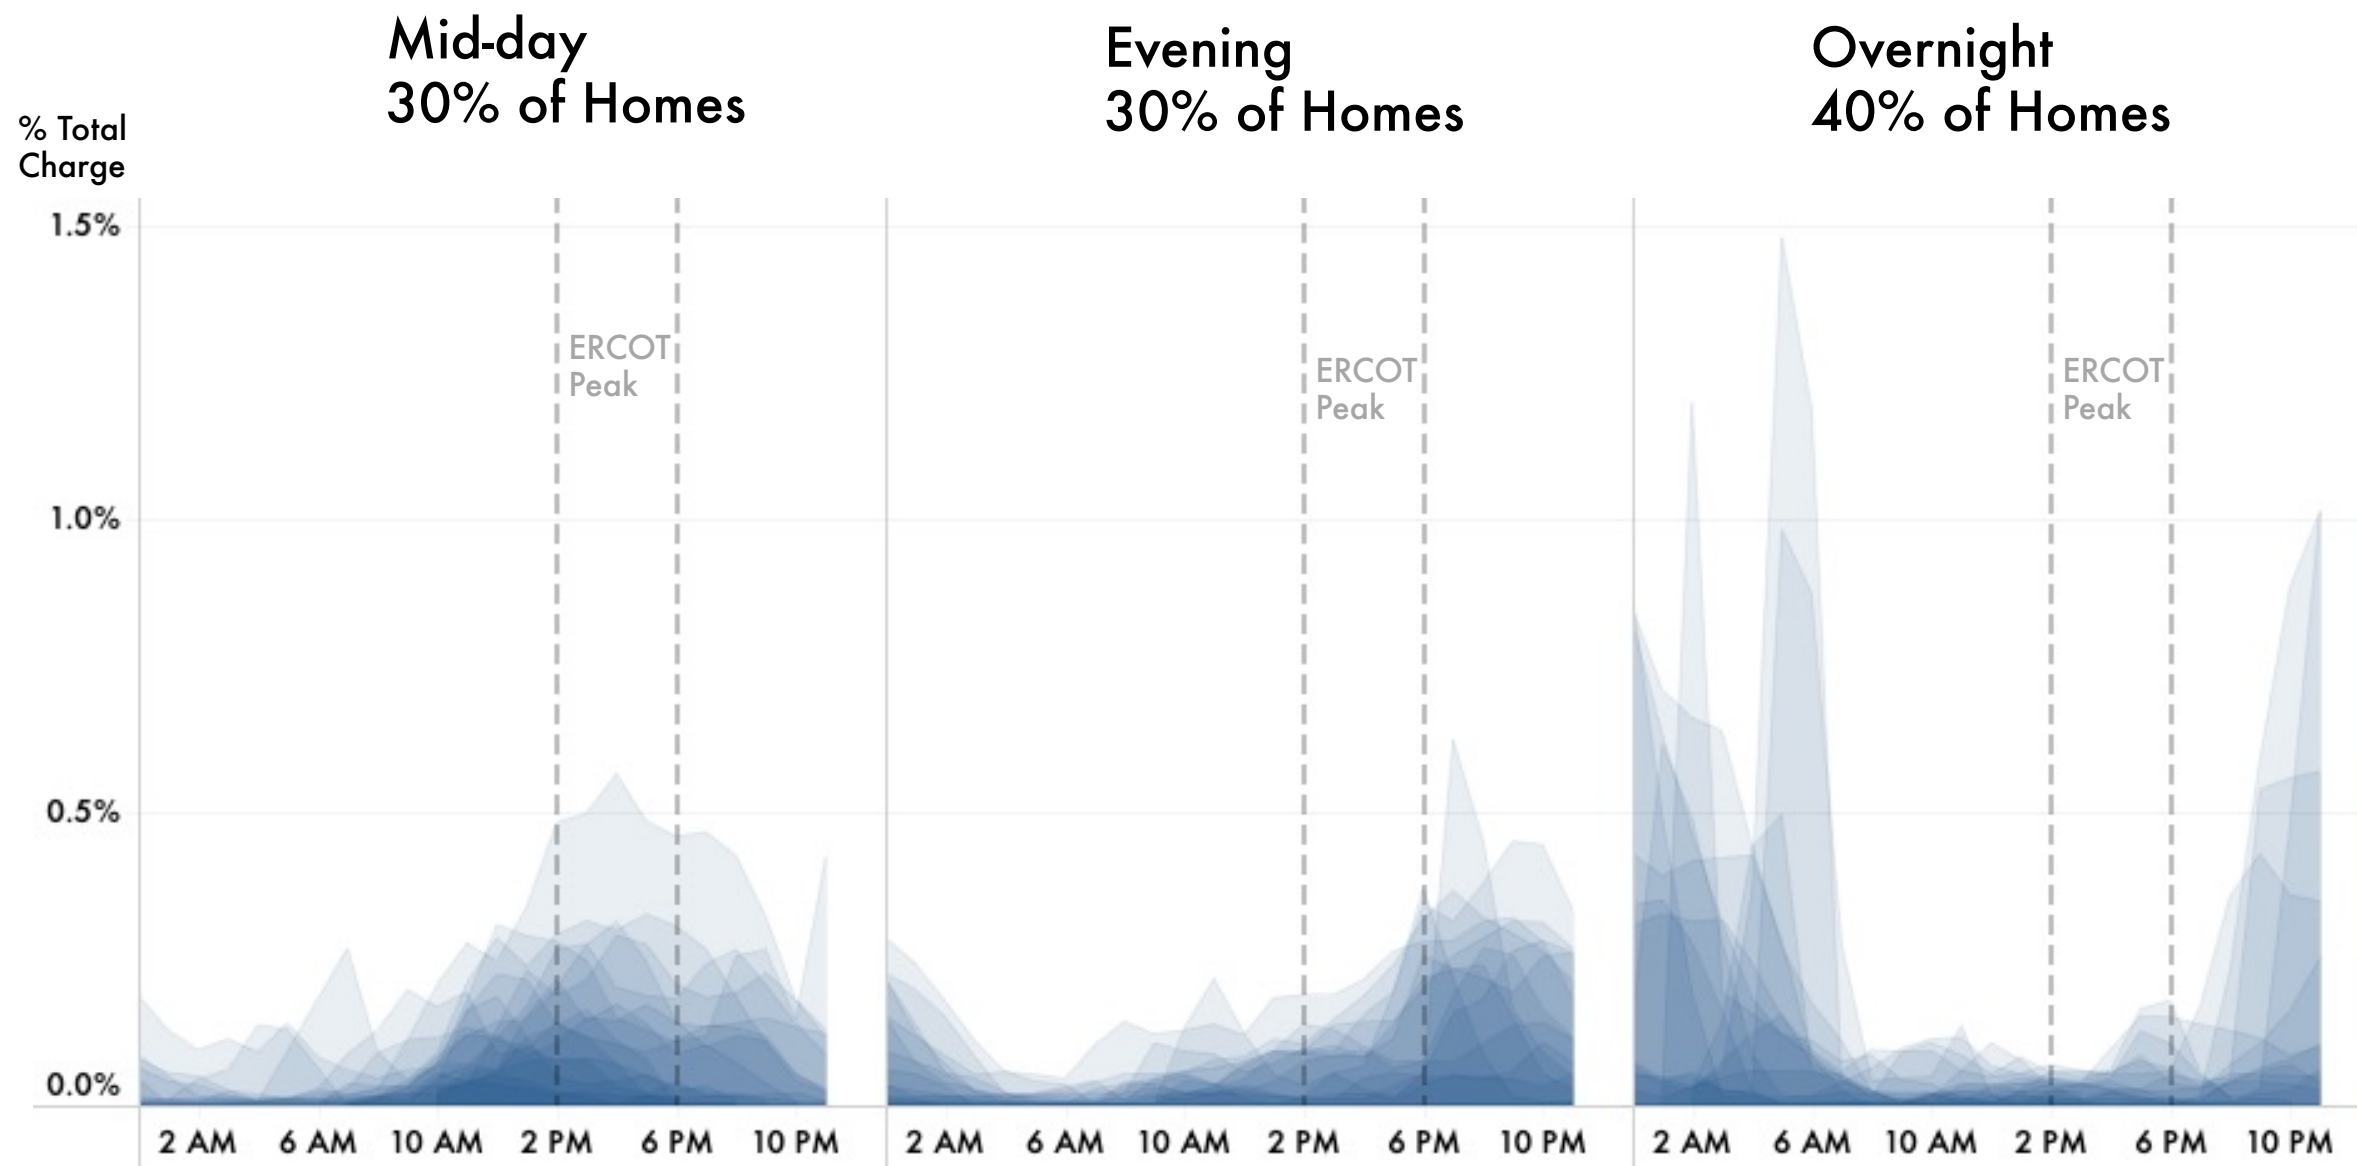 Mid-day
30% of Homes
Evening
30% of Homes
Overnight
40% of Homes
% Total
Charge
1.5%
1.0%
0.5%
0.0%
ERCOT
Peak
ERCOT
Peak
ERCOT
Peak
2 AM 6 AM 10 AM 2 PM 6 PM 10 PM
2 AM 6 AM 10 AM 2 PM 6 PM 10 PM
2 AM 6 AM 10 AM 2 PM 6 PM 10 PM